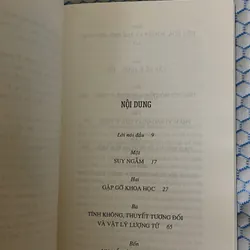 NỘI DUNG
Lời nói đầu 9
Một
SUY NGẪM 17
Hai
GẶP GỠ KHOA HỌC 27
Ba
TÍNH KHÔNG, THUYẾT TƯƠNG ĐỐI
VÀ VẬT LÝ LƯỢNG TỬ 65
Bốn